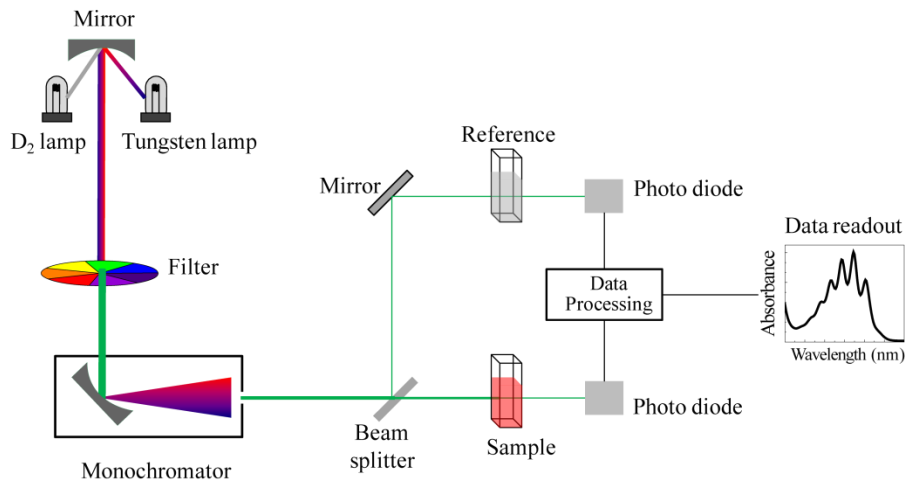 Mirror
D₂ lamp
Tungsten lamp
Filter
Monochromator
Mirror
Beam
splitter
Reference
Sample
Photo diode
Data
Processing
Photo diode
Data readout
Absorbance
Wavelength (nm)